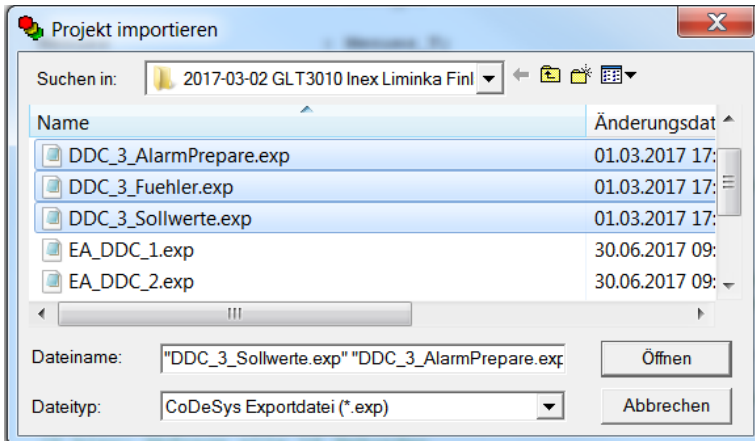 Projekt importieren
Suchen in: 2017-03-02 GLT3010 Inex Liminka Finl
Name Änderungsdat
DDC_3_AlarmPrepare.exp 01.03.2017 17:
DDC_3_Fuehler.exp 01.03.2017 17:
DDC_3_Sollwerte.exp 01.03.2017 17:
EA_DDC_1.exp 30.06.2017 09:
EA_DDC_2.exp 30.06.2017 09:
Dateiname: "DDC_3_Sollwerte.exp" "DDC_3_AlarmPrepare.exp Öffnen
Dateityp: CoDeSys Exportdatei (*.exp) Abbrechen